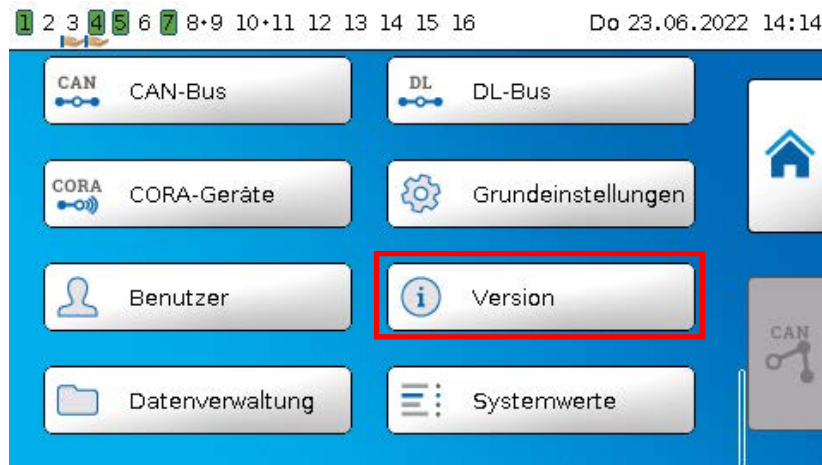 1 2 3 4 5 6 7 8·9 10·11 12 13 14 15 16 Do 23.06.2022 14:14
CAN CAN-Bus DL DL-Bus
CORA CORA-Geräte Grundeinstellungen
Benutzer i Version
CAN
Datenverwaltung Systemwerte